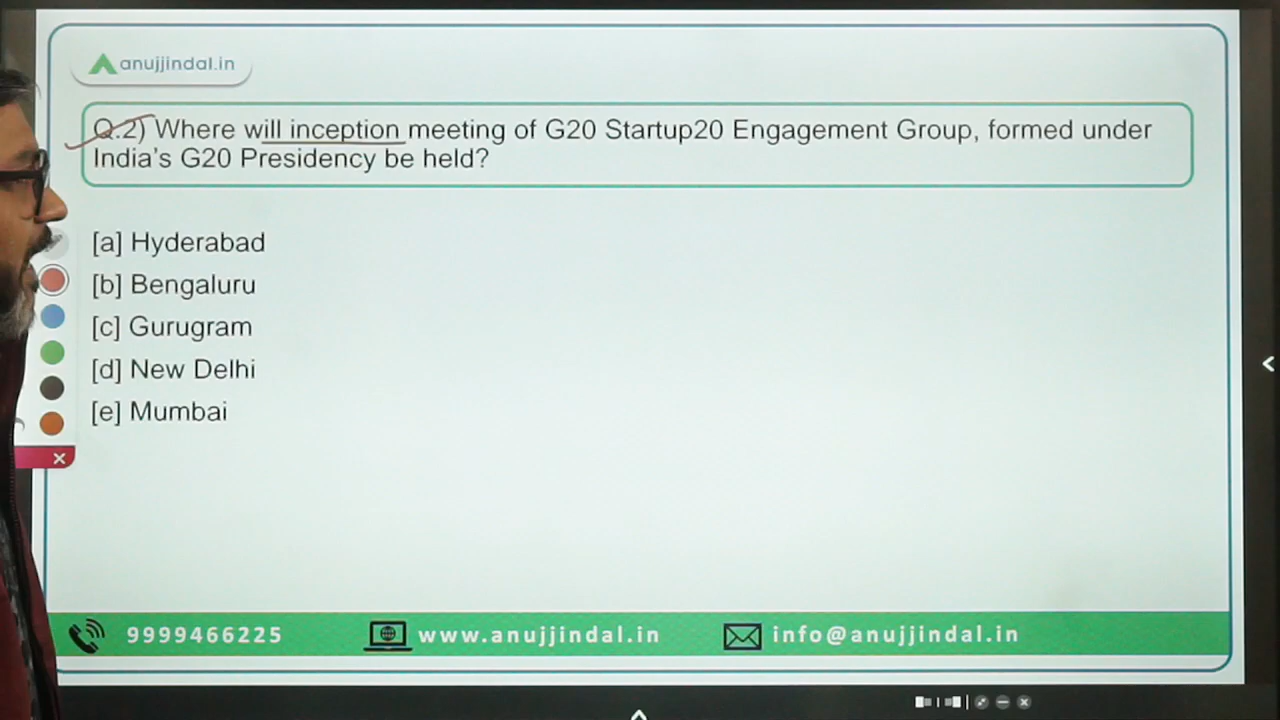 anujjindal.in
Q.2) Where will inception meeting of G20 Startup20 Engagement Group, formed under
India's G20 Presidency be held?
[a] Hyderabad
[b] Bengaluru
[c] Gurugram
[d] New Delhi
[e] Mumbai
9999466225
www.anujjindal.in
info@anujjindal.in